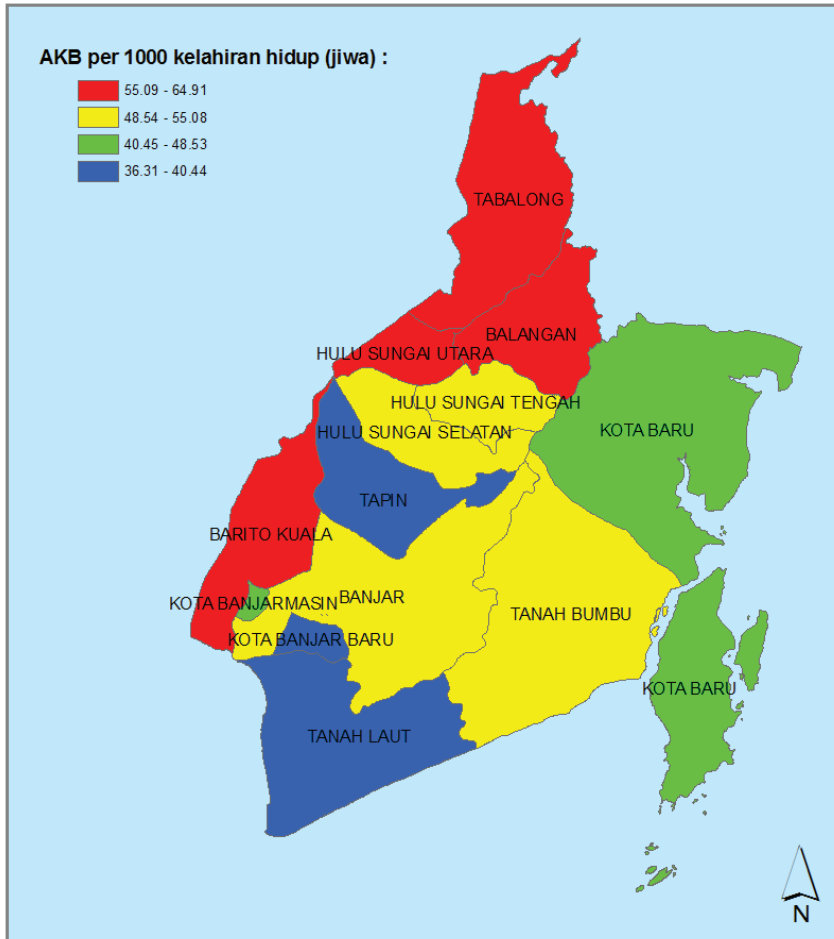 AKB per 1000 kelahiran hidup (jiwa) :
55.09 - 64.91
48.54 - 55.08
40.45 - 48.53
36.31 - 40.44
TABALONG
BALANGAN
HULU SUNGAI UTARA
HULU SUNGAI TENGAH
HULU SUNGAI SELATAN
KOTA BARU
TAPIN
BARITO KUALA
KOTA BANJARMASIN
BANJAR
TANAH BUMBU
KOTA BANJAR BARU
KOTA BARU
TANAH LAUT
N